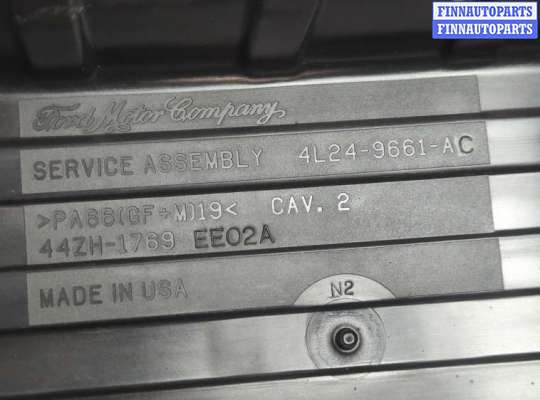 FINNAUTOPARTS
FINNAUTOPARTS
Ford Motor Company
SERVICE ASSEMBLY 4L24-9661-AC
>PA66(GF+M)19< CAV. 2
44ZH-1769 EE02A
MADE IN USA
N2